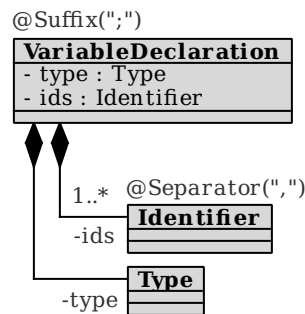 @Suffix(";")
VariableDeclaration
- type : Type
- ids : Identifier
1..* @Separator(",")
Identifier
-ids
Type
-type